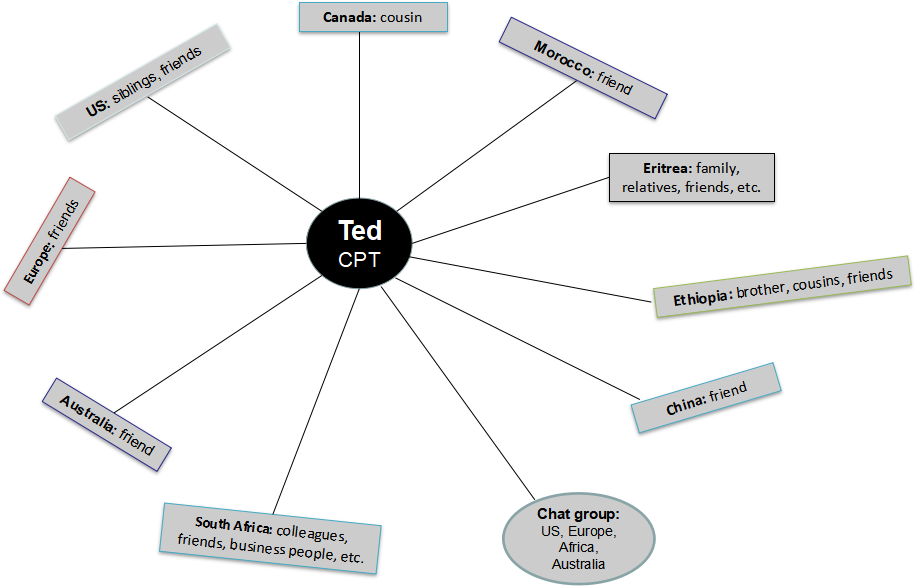 Canada: cousin
US: siblings, friends
Morocco: friend
Eritrea: family,
relatives, friends, etc.
Ted
CPT
Europe: friends
Ethiopia: brother, cousins, friends
Australia: friend
China: friend
South Africa: colleagues,
friends, business people, etc.
Chat group:
US, Europe,
Africa,
Australia